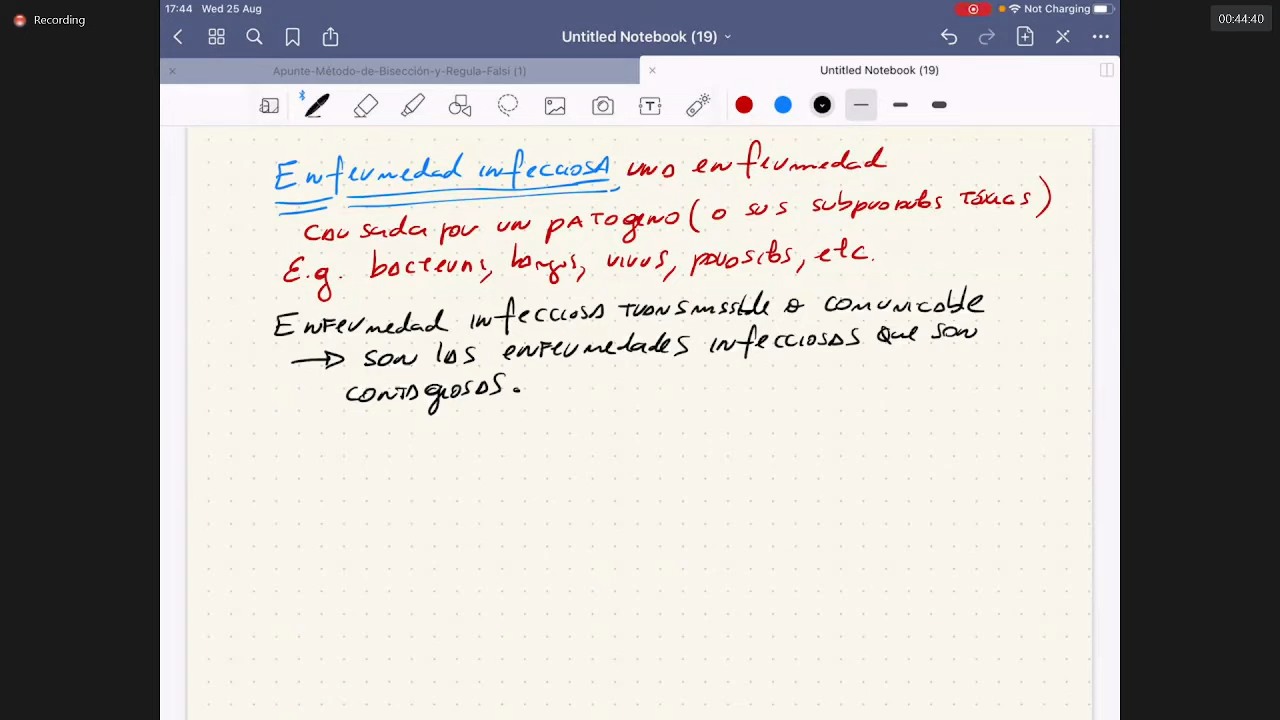 Recording
17:44 Wed 25 Aug
Not Charging
00:44:40
Untitled Notebook (19)
Apunte-Método-de-Bisección-y-Regula-Falsi (1)
Untitled Notebook (19)
Enfermedad infecciosa una enfermedad
causada por un patogeno (o sus subproductos tóxicos)
E.g. bacterias, hongos, virus, parasitos, etc.
Enfermedad infecciosa transmisible o comunicable
→ son las enfermedades infecciosas que son
contagiosas.